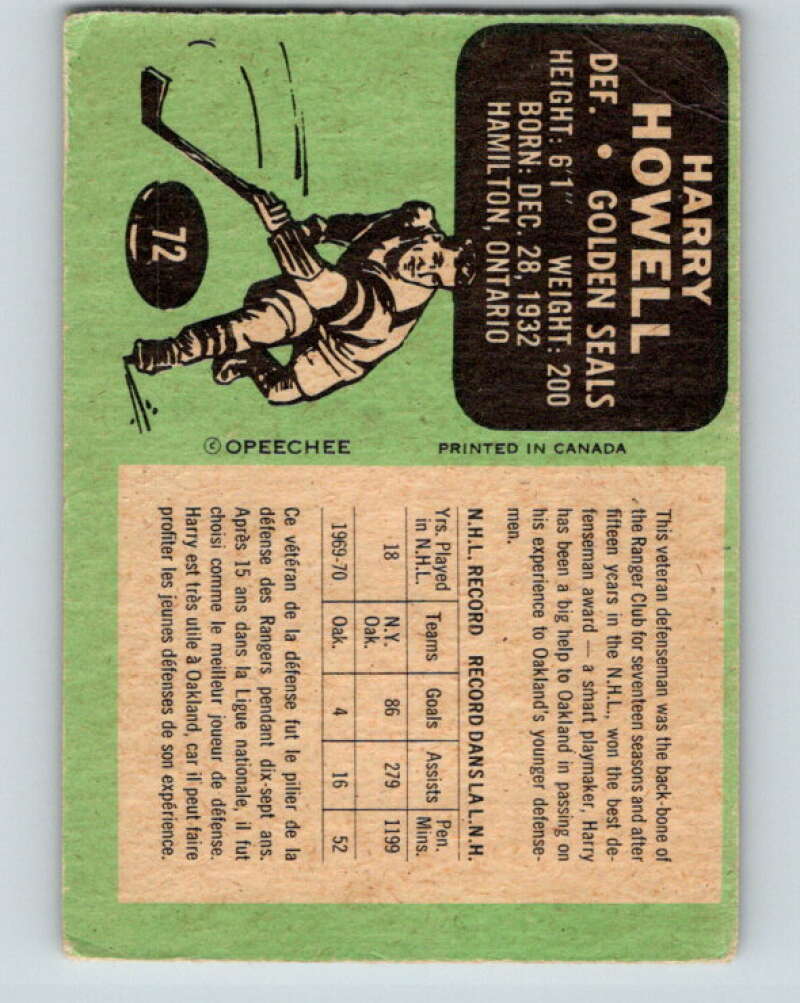 HARRY
HOWELL
DEF. • GOLDEN SEALS
HEIGHT: 6'1" WEIGHT: 200
BORN: DEC. 28, 1932
HAMILTON, ONTARIO
72
© OPEECHEE
PRINTED IN CANADA
This veteran defenseman was the back-bone of
the Ranger Club for seventeen seasons and after
fifteen years in the N.H.L., won the best de-
fenseman award — a smart playmaker, Harry
has been a big help to Oakland in passing on
his experience to Oakland's younger defense-
men.
N.H.L. RECORD RECORD DANS LA L.N.H.
Yrs. Played in N.H.L. Teams Goals Assists Pen. Mins.
18 N.Y. Oak. 86 279 1199
1969-70 Oak. 4 16 52
Ce vétéran de la défense fut le pilier de la
défense des Rangers pendant dix-sept ans.
Après 15 ans dans la Ligue nationale, il fut
choisi comme le meilleur joueur de défense.
Harry est très utile à Oakland, car il peut faire
profiter les jeunes défenses de son expérience.